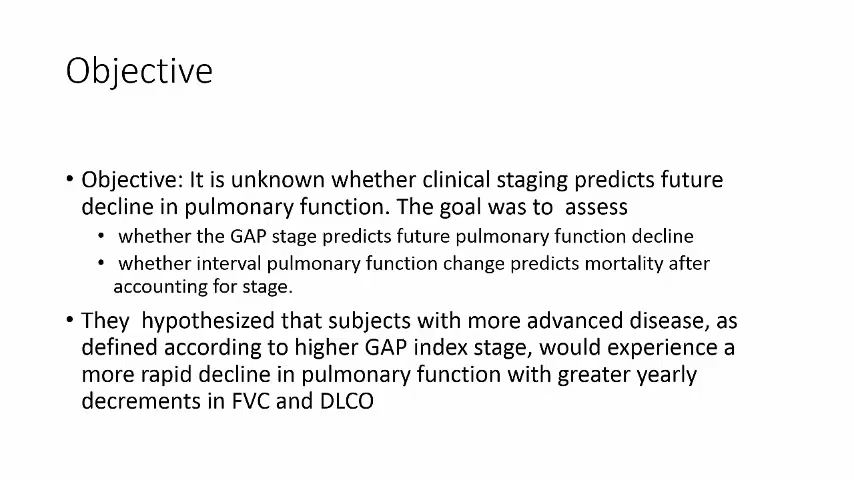 Objective
• Objective: It is unknown whether clinical staging predicts future
decline in pulmonary function. The goal was to  assess
• whether the GAP stage predicts future pulmonary function decline
• whether interval pulmonary function change predicts mortality after
accounting for stage.
• They  hypothesized that subjects with more advanced disease, as
defined according to higher GAP index stage, would experience a
more rapid decline in pulmonary function with greater yearly
decrements in FVC and DLCO